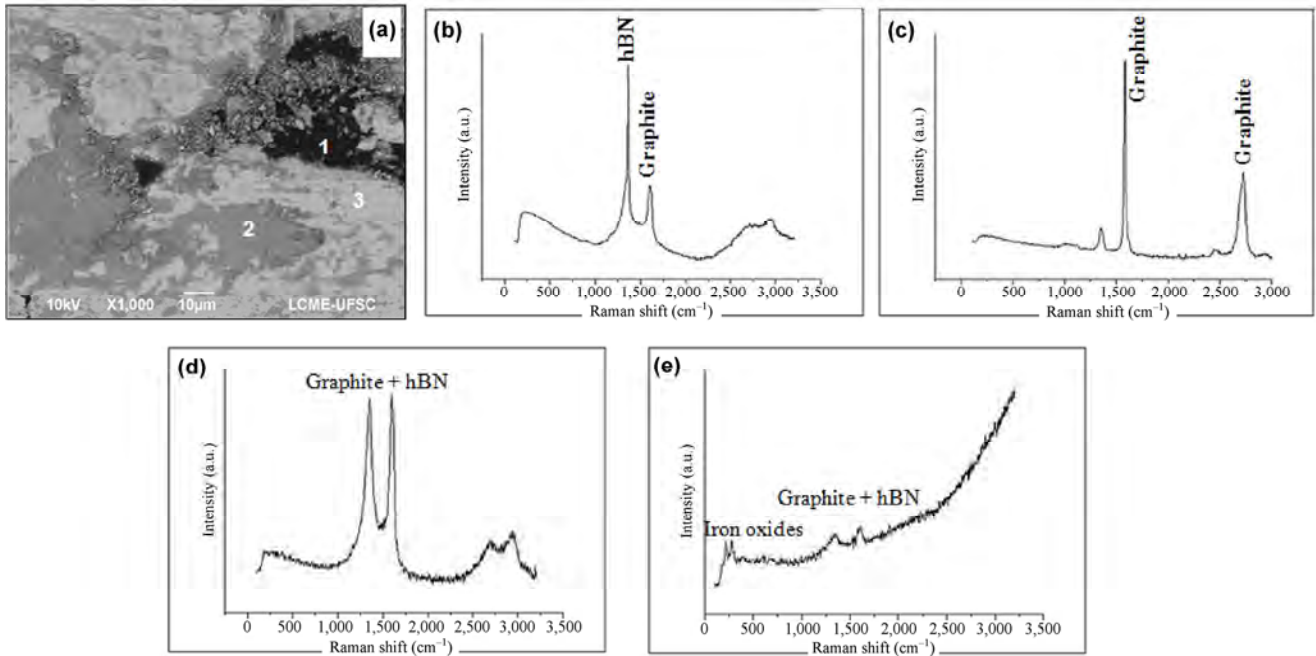 (a)
1
3
2
10kV X1,000 10µm LCME-UFSC
(b)
hBN
Graphite
Intensity (a.u.)
0 500 1,000 1,500 2,000 2,500 3,000 3,500
Raman shift (cm⁻¹)
(c)
Graphite
Graphite
Intensity (a.u.)
0 500 1,000 1,500 2,000 2,500 3,000
Raman shift (cm⁻¹)
(d)
Graphite + hBN
Intensity (a.u.)
0 500 1,000 1,500 2,000 2,500 3,000 3,500
Raman shift (cm⁻¹)
(e)
Graphite + hBN
Iron oxides
Intensity (a.u.)
0 500 1,000 1,500 2,000 2,500 3,000 3,500
Raman shift (cm⁻¹)